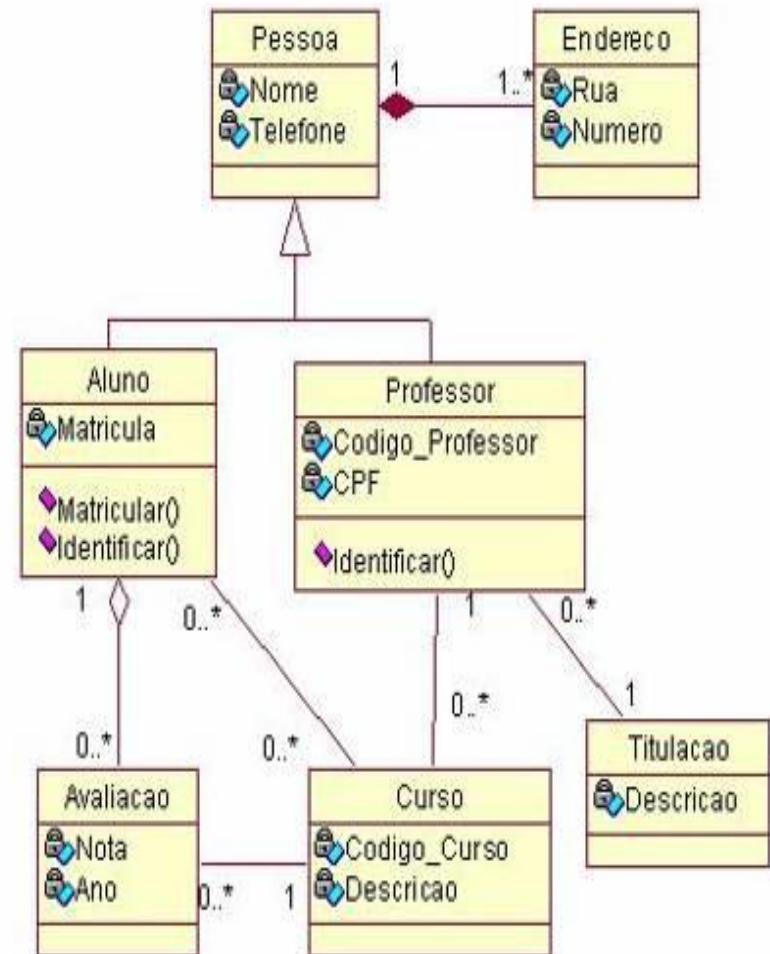 Pessoa
Nome
Telefone
1
1..*
Endereco
Rua
Numero
Aluno
Matricula
Matricular()
Identificar()
Professor
Codigo_Professor
CPF
Identificar()
1
0..*
1
0..*
0..*
0..*
0..*
1
Titulacao
Descricao
Avaliacao
Nota
Ano
0..*
1
Curso
Codigo_Curso
Descricao